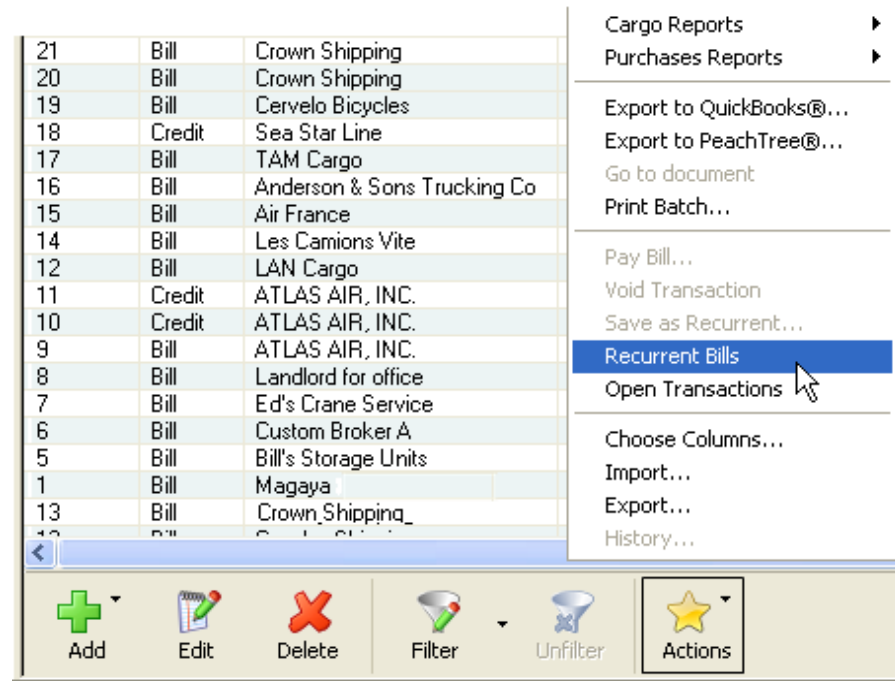 21 Bill Crown Shipping
20 Bill Crown Shipping
19 Bill Cervelo Bicycles
18 Credit Sea Star Line
17 Bill TAM Cargo
16 Bill Anderson & Sons Trucking Co
15 Bill Air France
14 Bill Les Camions Vite
12 Bill LAN Cargo
11 Credit ATLAS AIR, INC.
10 Credit ATLAS AIR, INC.
9 Bill ATLAS AIR, INC.
8 Bill Landlord for office
7 Bill Ed's Crane Service
6 Bill Custom Broker A
5 Bill Bill's Storage Units
1 Bill Magaya
13 Bill Crown Shipping
Cargo Reports
Purchases Reports
Export to QuickBooks®...
Export to PeachTree®...
Go to document
Print Batch...
Pay Bill...
Void Transaction
Save as Recurrent...
Recurrent Bills
Open Transactions
Choose Columns...
Import...
Export...
History...
Add Edit Delete Filter Unfilter Actions